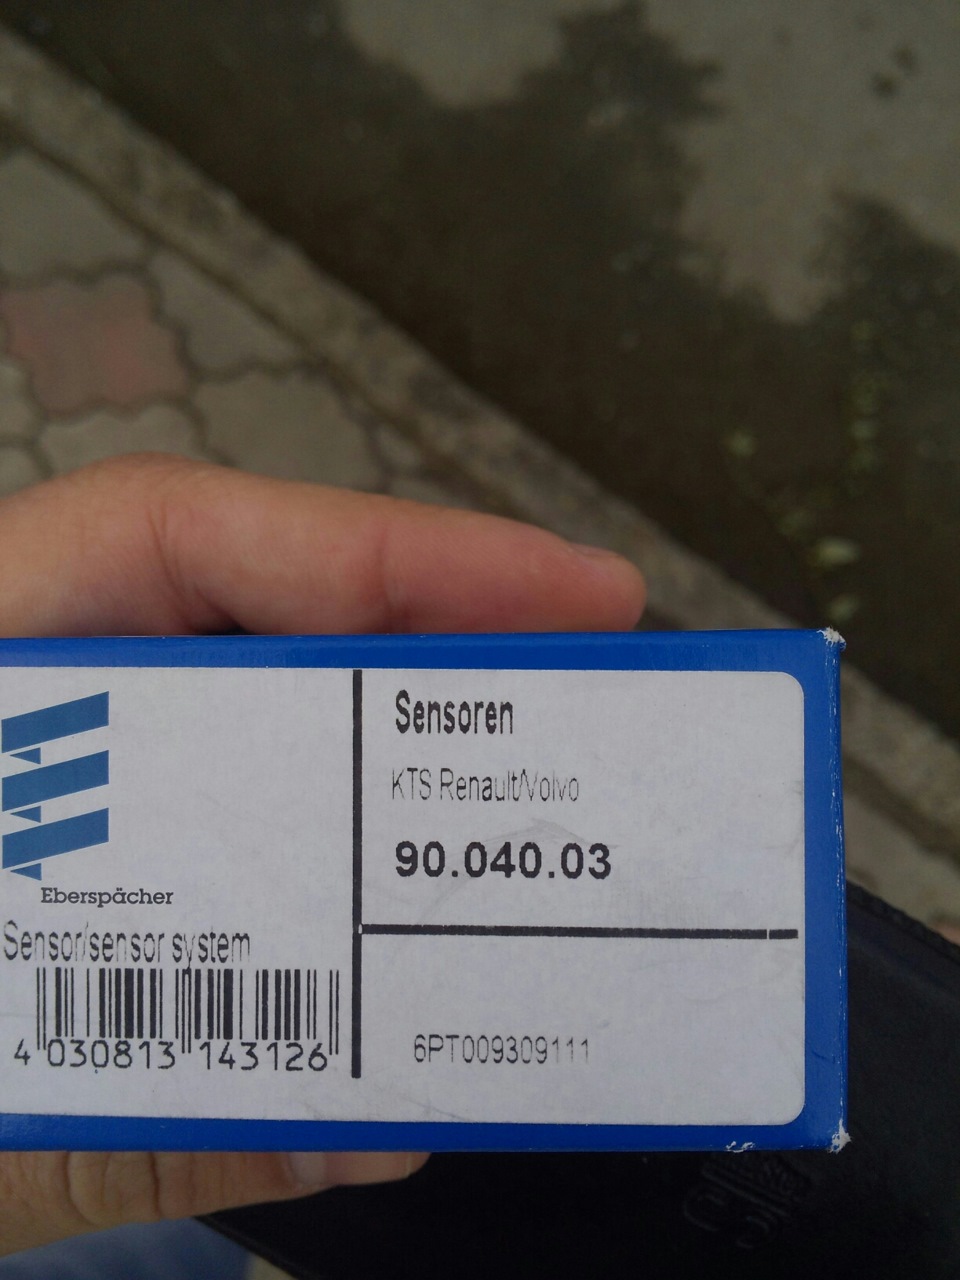 Eberspächer
Sensor/sensor system
4 030813 143126
Sensoren
KTS Renault/Volvo
90.040.03
6PT009309111